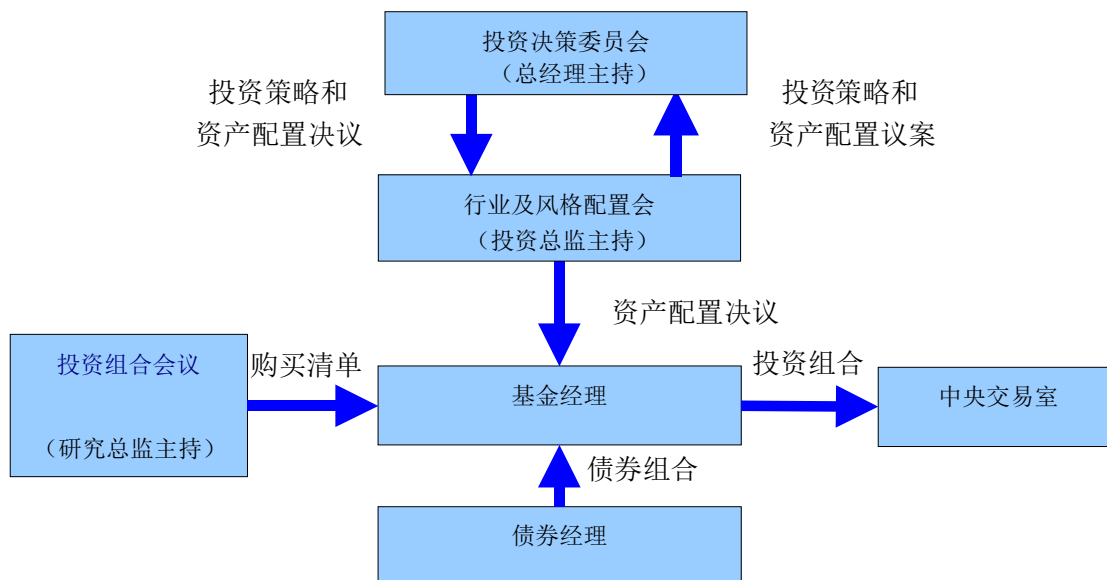 投资决策委员会
（总经理主持）
投资策略和
资产配置决议
投资策略和
资产配置议案
行业及风格配置会
（投资总监主持）
资产配置决议
投资组合会议
（研究总监主持）
购买清单
基金经理
投资组合
中央交易室
债券组合
债券经理